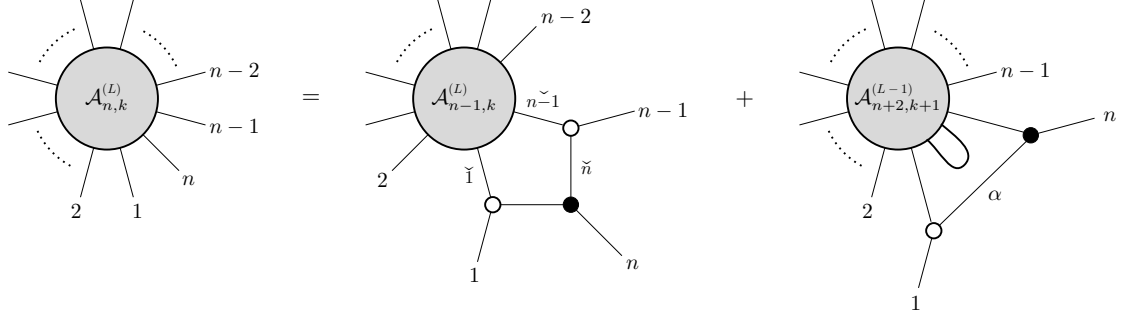 𝒜_{n,k}^{(L)}
n − 2
n − 1
n
1
2
=
𝒜_{n−1,k}^{(L)}
n − 2
n̆−1
n − 1
n̆
n
1̆
1
2
+
𝒜_{n+2,k+1}^{(L−1)}
n − 1
n
α
1
2